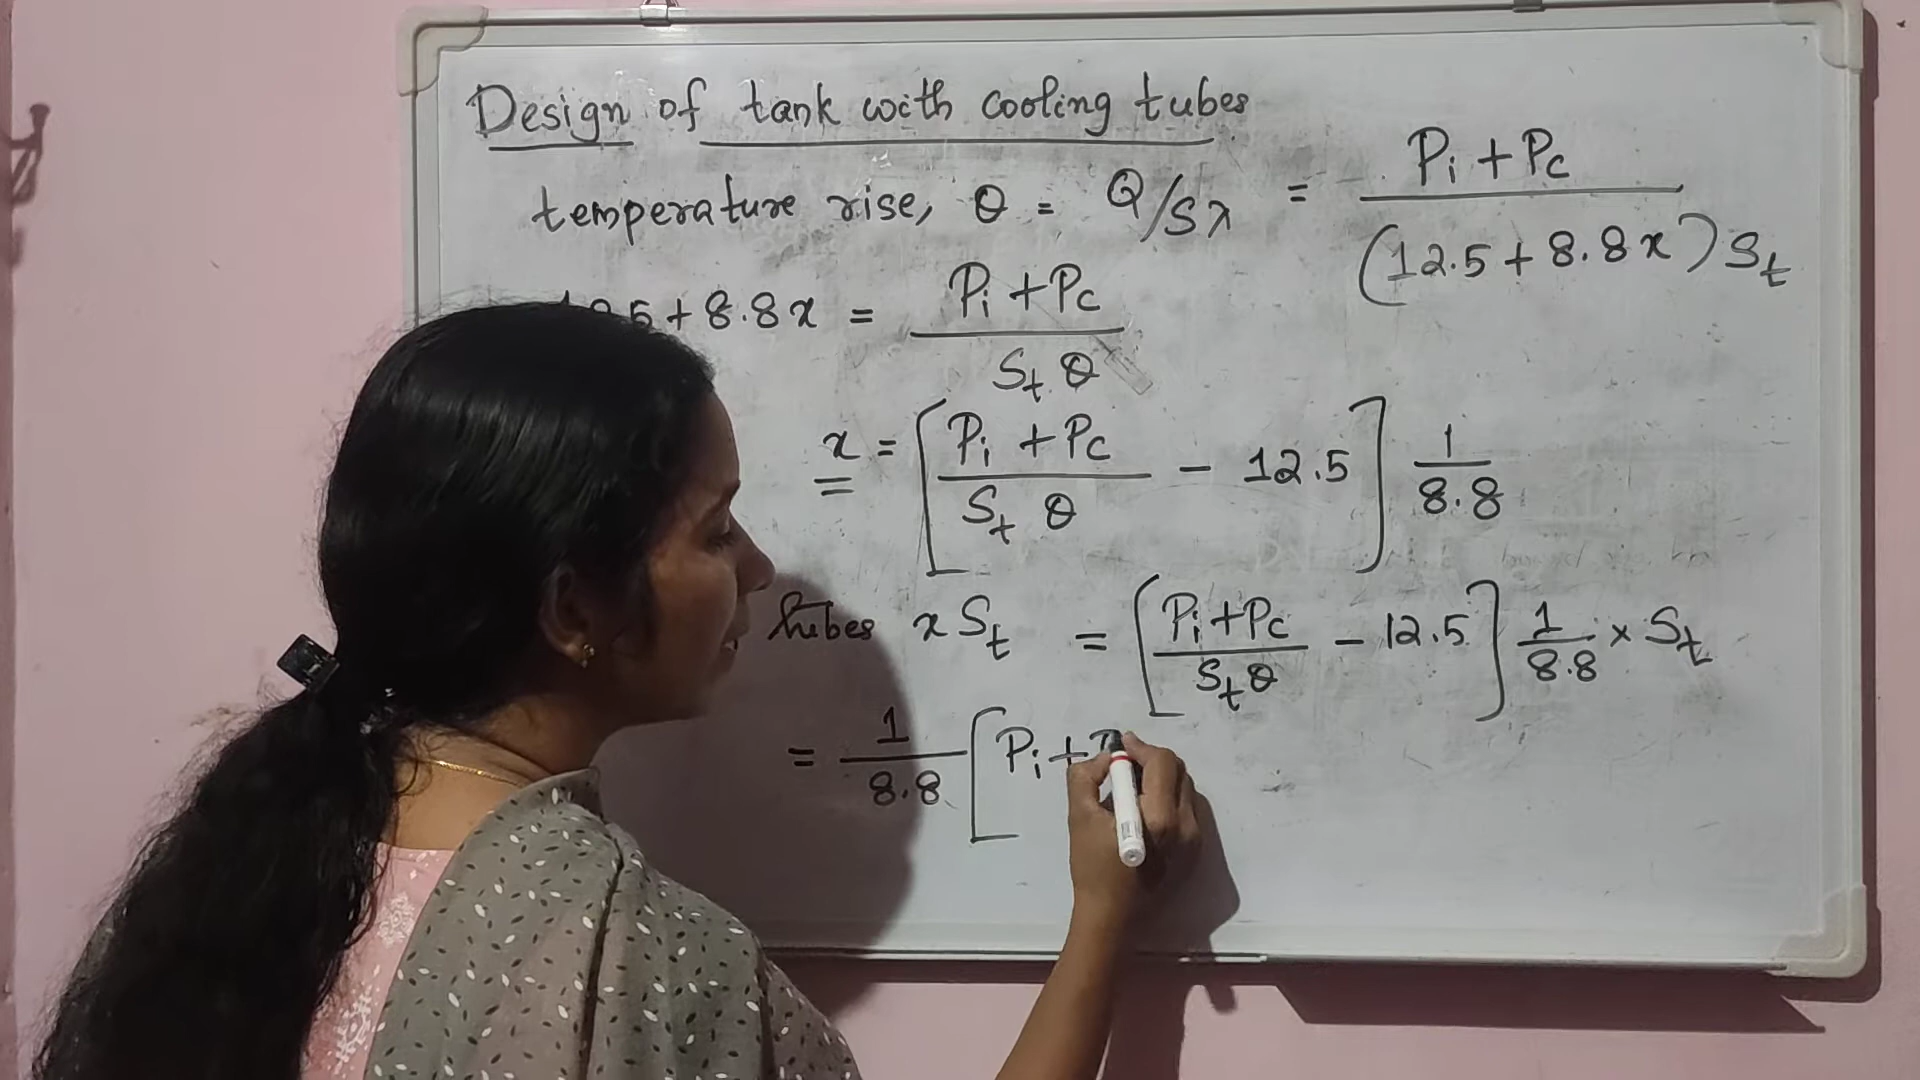 Design of tank with cooling tubes
temperature rise, θ = Q/Sλ = Pi + Pc / (12.5 + 8.8x) St
5 + 8.8x = Pi + Pc / St θ
x = [Pi + Pc / St θ - 12.5] 1/8.8
tubes x St = [Pi + Pc / St θ - 12.5] 1/8.8 × St
= 1/8.8 [Pi +